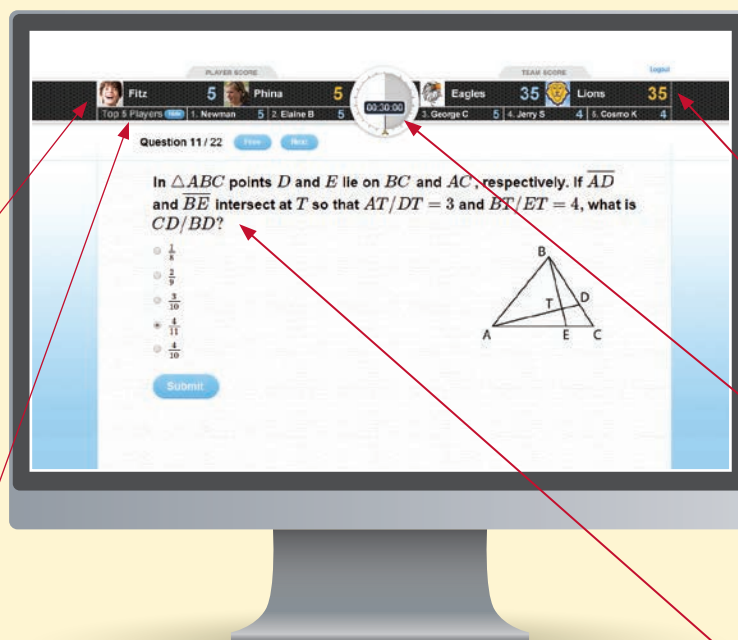 PLAYER SCORE
TEAM SCORE
Logout
Fitz 5 Phina 5
00:30:00
Eagles 35 Lions 35
Top 5 Players Hide 1. Newman 5 2. Elaine B 5 3. George C 5 4. Jerry S 4 5. Cosmo K 4
Question 11 / 22 Prev Next
In △ABC points D and E lie on BC and AC, respectively. If \overline{AD}
and \overline{BE} intersect at T so that AT/DT = 3 and BT/ET = 4, what is
CD/BD?
1/8
2/9
3/10
4/11
4/10
Submit
B
T D
A E C